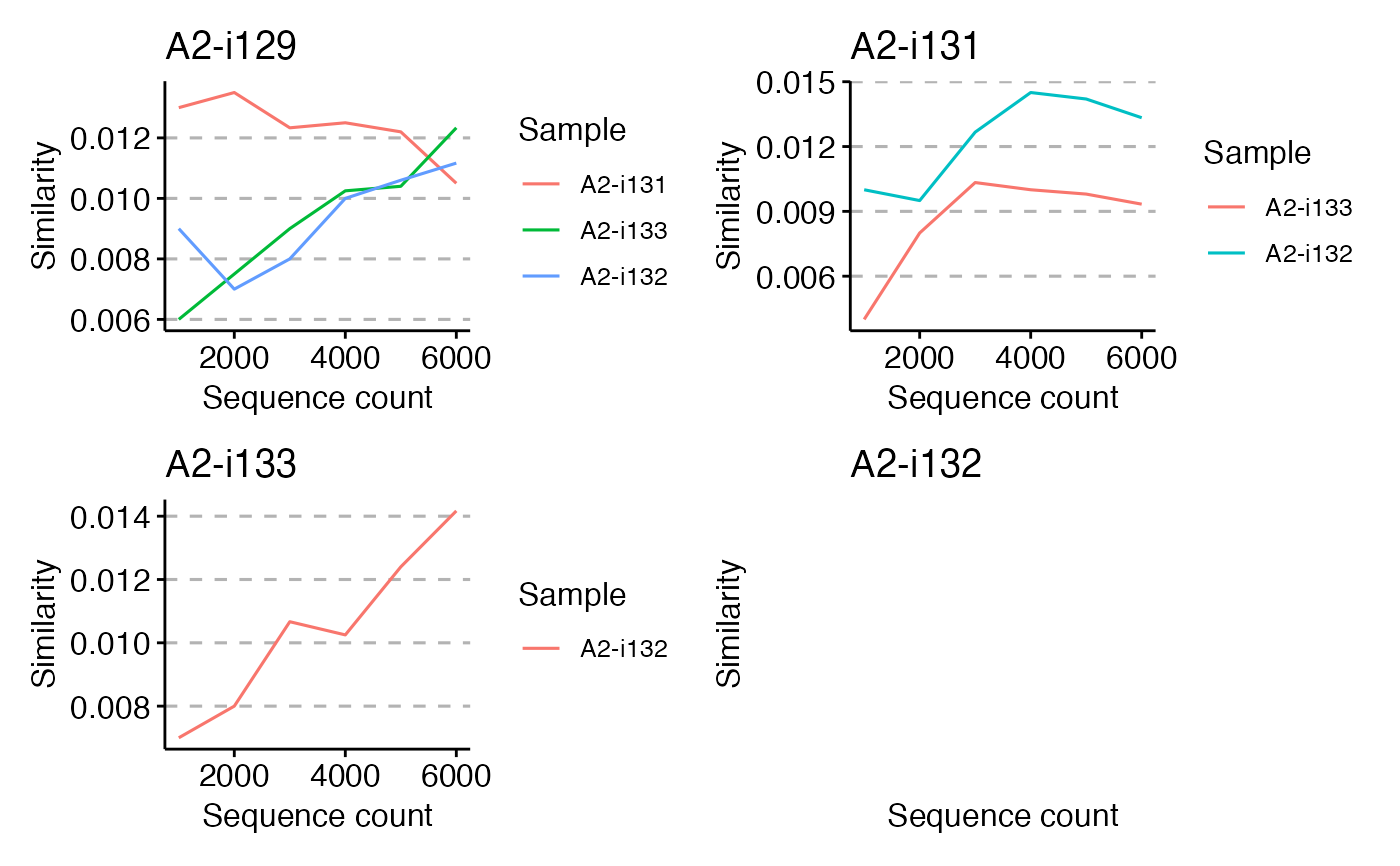 A2-i129
Similarity
0.012
0.010
0.008
0.006
2000 4000 6000
Sequence count
Sample
A2-i131
A2-i133
A2-i132
A2-i131
Similarity
0.015
0.012
0.009
0.006
2000 4000 6000
Sequence count
Sample
A2-i133
A2-i132
A2-i133
Similarity
0.014
0.012
0.010
0.008
2000 4000 6000
Sequence count
Sample
A2-i132
A2-i132
Similarity
Sequence count